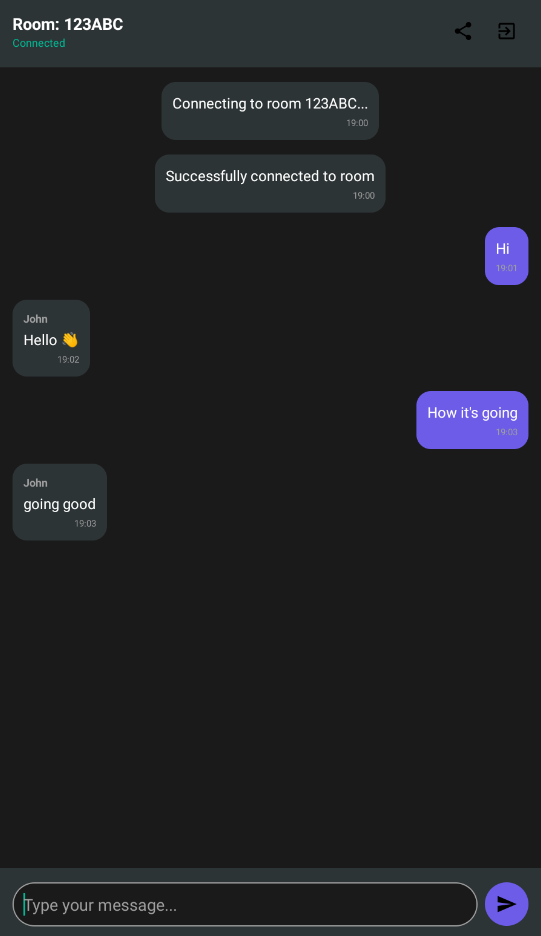 Room: 123ABC
Connected
Connecting to room 123ABC...
19:00
Successfully connected to room
19:00
Hi
19:01
John
Hello 👋
19:02
How it's going
19:03
John
going good
19:03
Type your message...